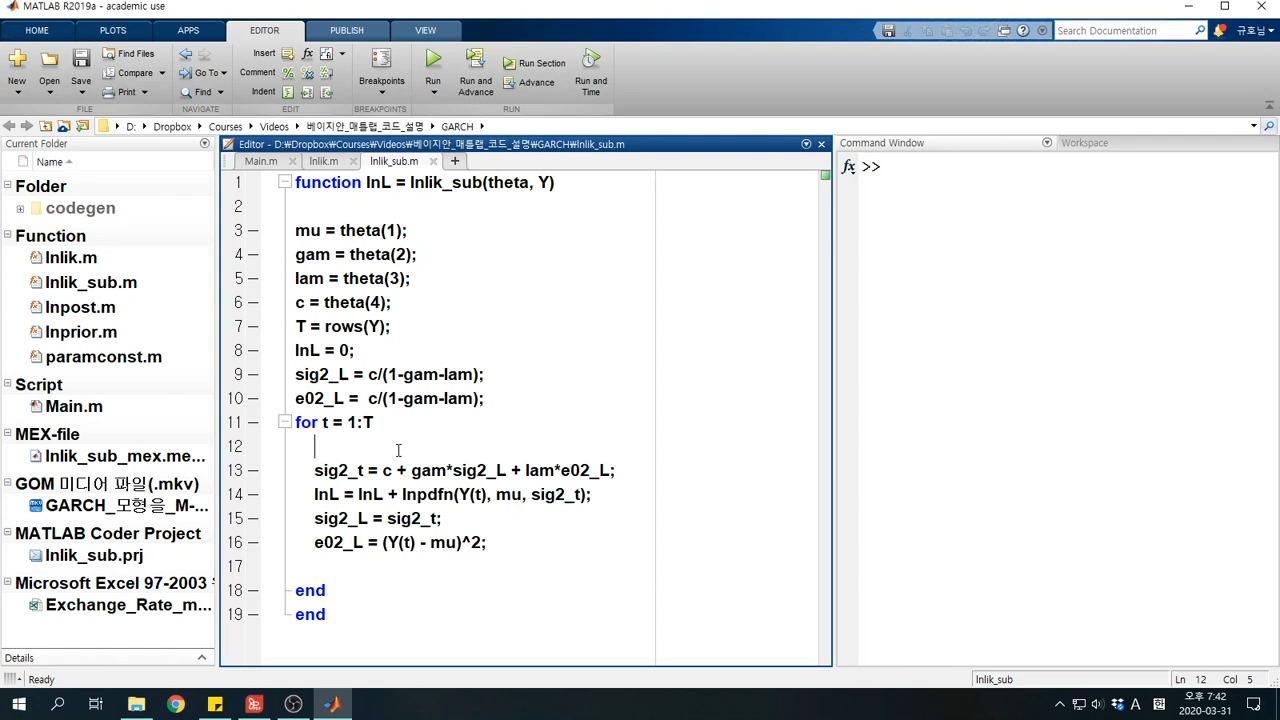 MATLAB R2019a - academic use
HOME PLOTS APPS EDITOR PUBLISH VIEW
Search Documentation 규호님
New Open Save Find Files Compare Print
Go To Find
Insert fx
Comment
Indent
Breakpoints
Run Run and Advance Run Section Advance Run and Time
FILE NAVIGATE EDIT BREAKPOINTS RUN
D: Dropbox Courses Videos 베이지안_매틀랩_코드_설명 GARCH
Current Folder
Name
Folder
codegen
Function
lnlik.m
lnlik_sub.m
lnpost.m
lnprior.m
paramconst.m
Script
Main.m
MEX-file
lnlik_sub_mex.me...
GOM 미디어 파일(.mkv)
GARCH_모형을_M-...
MATLAB Coder Project
lnlik_sub.prj
Microsoft Excel 97-2003
Exchange_Rate_m...
Details
Editor - D:\Dropbox\Courses\Videos\베이지안_매틀랩_코드_설명\GARCH\lnlik_sub.m
Main.m lnlik.m lnlik_sub.m
1 function lnL = lnlik_sub(theta, Y)
2
3 mu = theta(1);
4 gam = theta(2);
5 lam = theta(3);
6 c = theta(4);
7 T = rows(Y);
8 lnL = 0;
9 sig2_L = c/(1-gam-lam);
10 e02_L =  c/(1-gam-lam);
11 for t = 1:T
12
13 sig2_t = c + gam*sig2_L + lam*e02_L;
14 lnL = lnL + lnpdfn(Y(t), mu, sig2_t);
15 sig2_L = sig2_t;
16 e02_L = (Y(t) - mu)^2;
17
18 end
19 end
Command Window Workspace
fx >>
Ready
lnlik_sub Ln 12 Col 5
A 한 오후 7:42
2020-03-31